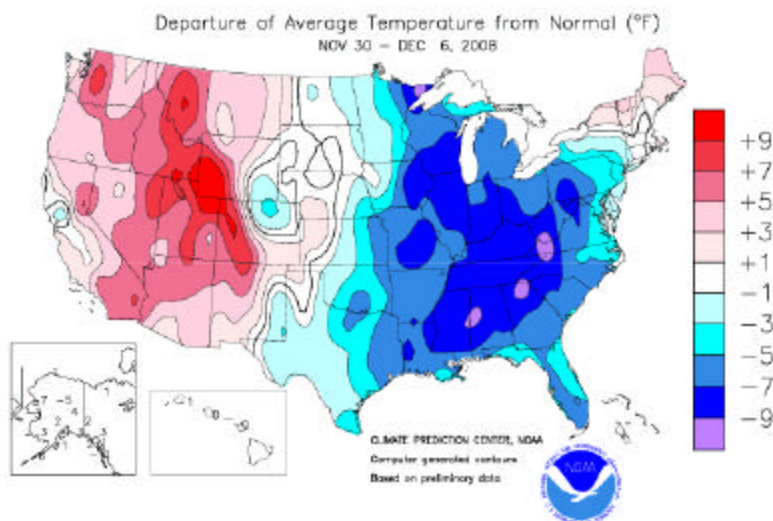 Departure of Average Temperature from Normal (°F)
NOV 30 – DEC 6, 2008
+9
+7
+5
+3
+1
−1
−3
−5
−7
−9
CLIMATE PREDICTION CENTER, NOAA
Computer generated contours
Based on preliminary data
NOAA